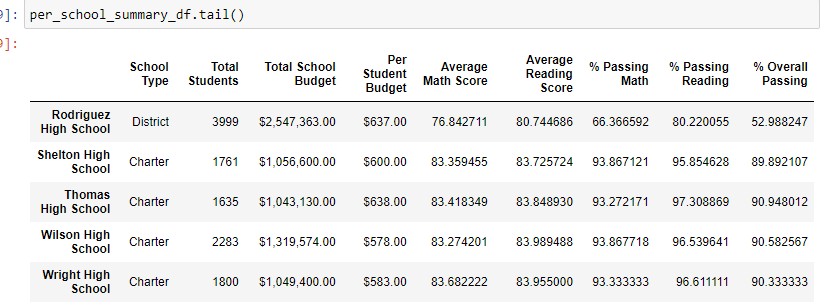 9]: per_school_summary_df.tail()
9]:
School Type Total Students Total School Budget Per Student Budget Average Math Score Average Reading Score % Passing Math % Passing Reading % Overall Passing
Rodriguez High School District 3999 $2,547,363.00 $637.00 76.842711 80.744686 66.366592 80.220055 52.988247
Shelton High School Charter 1761 $1,056,600.00 $600.00 83.359455 83.725724 93.867121 95.854628 89.892107
Thomas High School Charter 1635 $1,043,130.00 $638.00 83.418349 83.848930 93.272171 97.308869 90.948012
Wilson High School Charter 2283 $1,319,574.00 $578.00 83.274201 83.989488 93.867718 96.539641 90.582567
Wright High School Charter 1800 $1,049,400.00 $583.00 83.682222 83.955000 93.333333 96.611111 90.333333